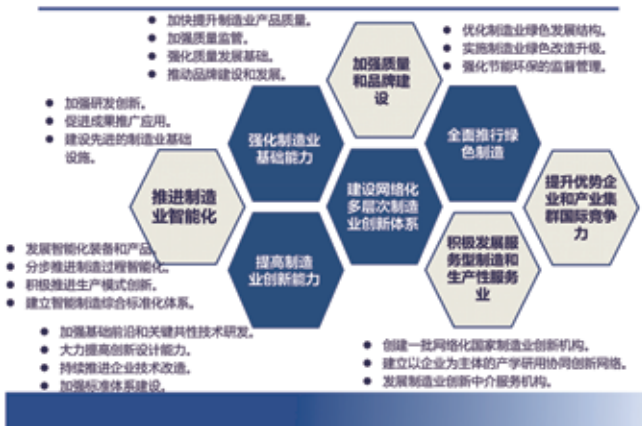 ● 加快提升制造业产品质量。
● 加强质量监管。
● 强化质量发展基础。
● 推动品牌建设和发展。
● 优化制造业绿色发展结构。
● 实施制造业绿色改造升级。
● 强化节能环保的监督管理。
加强质量
和品牌建
设
● 加强研发创新。
● 促进成果推广应用。
● 建设先进的制造业基础
设施。
强化制造业
基础能力
全面推行绿
色制造
推进制造
业智能化
建设网络化
多层次制造
业创新体系
提升优势企
业和产业集
群国际竞争
力
提高制造
业创新能力
积极发展服
务型制造和
生产性服务
业
● 发展智能化装备和产品
● 分步推进制造过程智能化。
● 积极推进生产模式创新。
● 建立智能制造综合标准化体系。
● 加强基础前沿和关键共性技术研发。
● 大力提高创新设计能力。
● 持续推进企业技术改造。
● 加强标准体系建设。
● 创建一批网络化国家制造业创新机构。
● 建立以企业为主体的产学研用协同创新网络。
● 发展制造业创新中介服务机构。